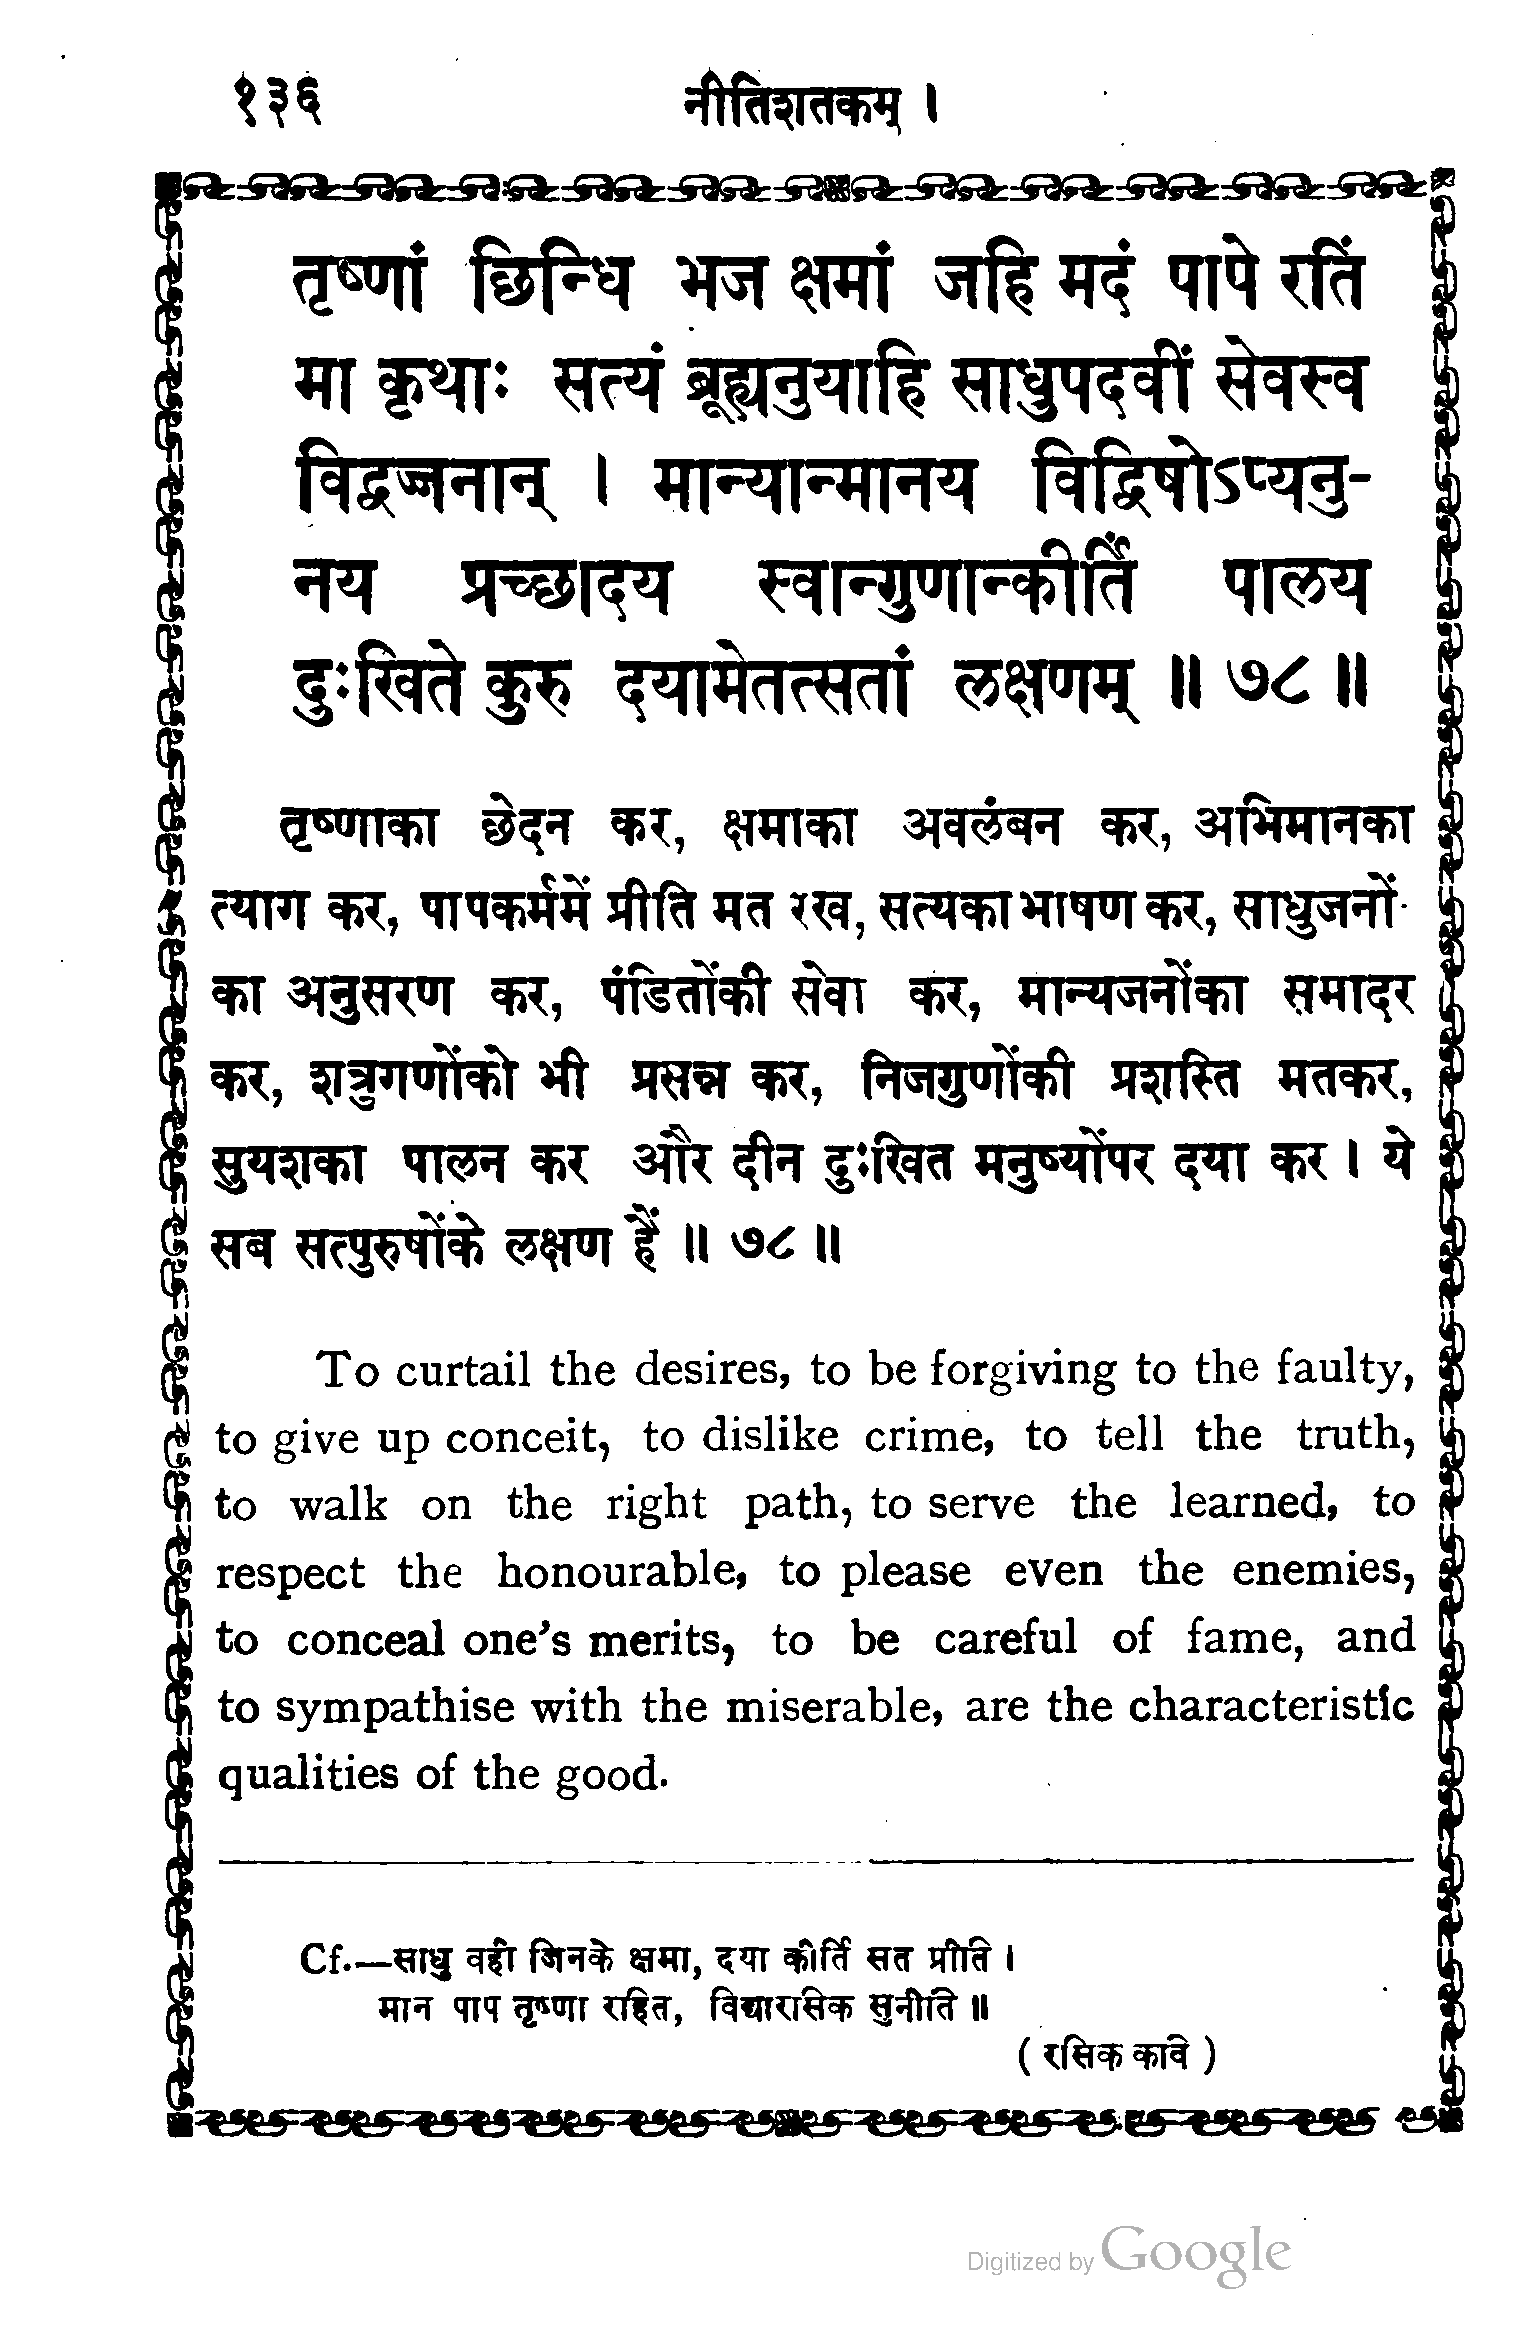 १३६ नीतिशतकम् ।
तृष्णां छिन्धि भज क्षमां जहि मदं पापे रतिं
मा कृथाः सत्यं ब्रूह्यनुयाहि साधुपदवीं सेवस्व
विद्वज्जनान् । मान्यान्मानय विद्विषोऽप्यनु-
नय प्रच्छादय स्वान्गुणान्कीर्तिं पालय
दुःखिते कुरु दयामेतत्सतां लक्षणम् ॥ ७८ ॥
तृष्णाका छेदन कर, क्षमाका अवलंबन कर, अभिमानका
त्याग कर, पापकर्ममें प्रीति मत रख, सत्यका भाषण कर, साधुजनों-
का अनुसरण कर, पंडितोंकी सेवा कर, मान्यजनोंका समादर
कर, शत्रुगणोंको भी प्रसन्न कर, निजगुणोंकी प्रशस्ति मतकर,
सुयशका पालन कर और दीन दुःखित मनुष्योंपर दया कर । ये
सब सत्पुरुषोंके लक्षण हैं ॥ ७८ ॥
To curtail the desires, to be forgiving to the faulty,
to give up conceit, to dislike crime, to tell the truth,
to walk on the right path, to serve the learned, to
respect the honourable, to please even the enemies,
to conceal one's merits, to be careful of fame, and
to sympathise with the miserable, are the characteristic
qualities of the good.
Cf.—साधु वही जिनके क्षमा, दया कीर्ति सत प्रीति ।
मान पाप तृष्णा रहित, विद्यारसिक सुनीति ॥
( रसिक कवि )
Digitized by Google